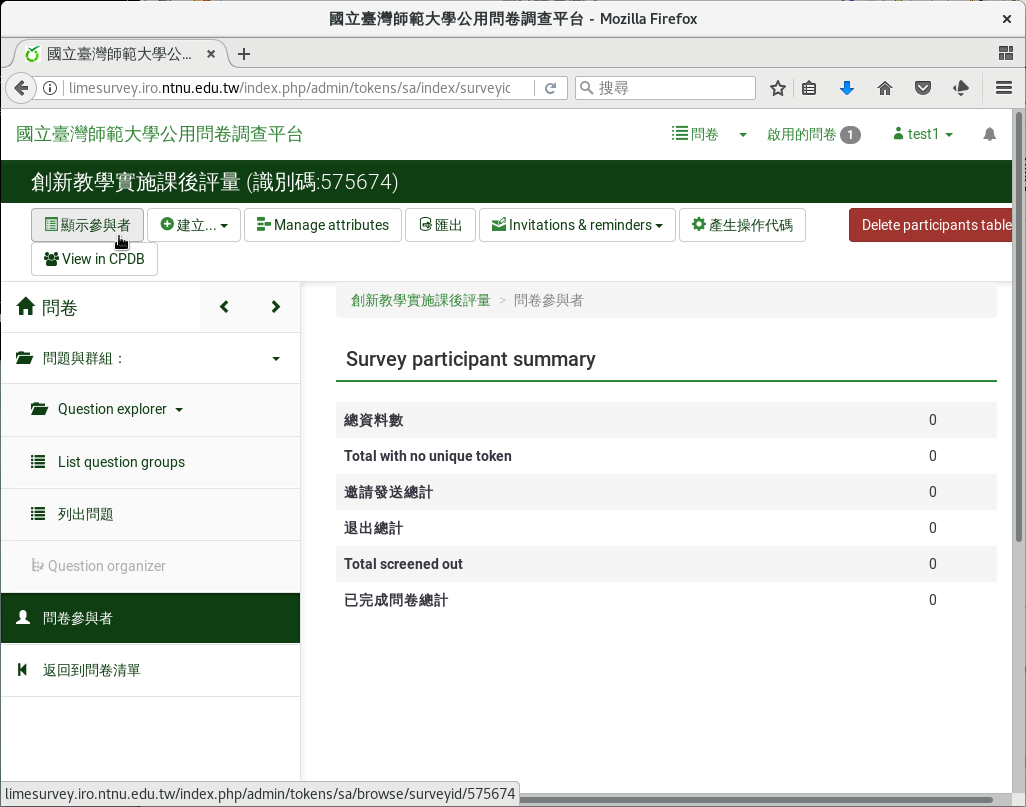 國立臺灣師範大學公用問卷調查平台 - Mozilla Firefox
國立臺灣師範大學公...
limesurvey.iro.ntnu.edu.tw/index.php/admin/tokens/sa/index/surveyic
搜尋
國立臺灣師範大學公用問卷調查平台
問卷
啟用的問卷 1
test1
創新教學實施課後評量 (識別碼:575674)
顯示參與者
建立...
Manage attributes
匯出
Invitations & reminders
產生操作代碼
Delete participants table
View in CPDB
問卷
創新教學實施課後評量 > 問卷參與者
問題與群組：
Survey participant summary
Question explorer
總資料數 0
Total with no unique token 0
List question groups
邀請發送總計 0
列出問題
退出總計 0
Question organizer
Total screened out 0
已完成問卷總計 0
問卷參與者
返回到問卷清單
limesurvey.iro.ntnu.edu.tw/index.php/admin/tokens/sa/browse/surveyid/575674